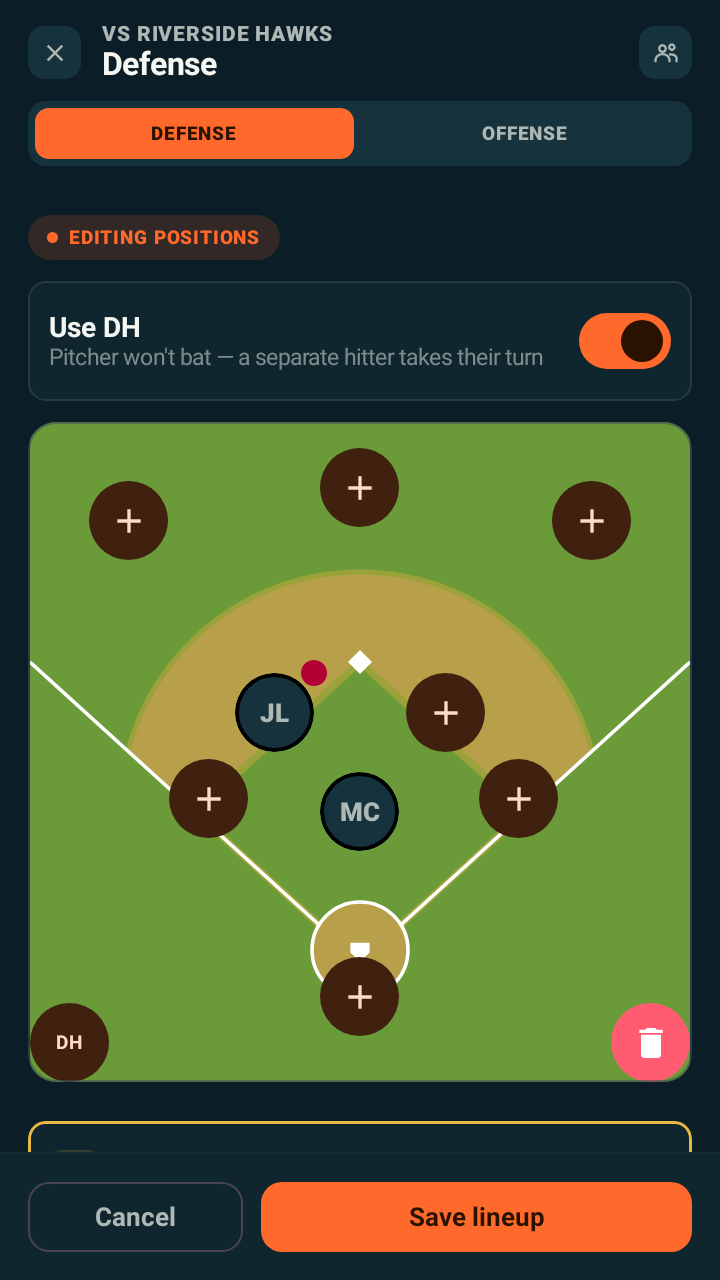 VS RIVERSIDE HAWKS
Defense
DEFENSE
OFFENSE
EDITING POSITIONS
Use DH
Pitcher won't bat — a separate hitter takes their turn
JL
MC
DH
Cancel
Save lineup